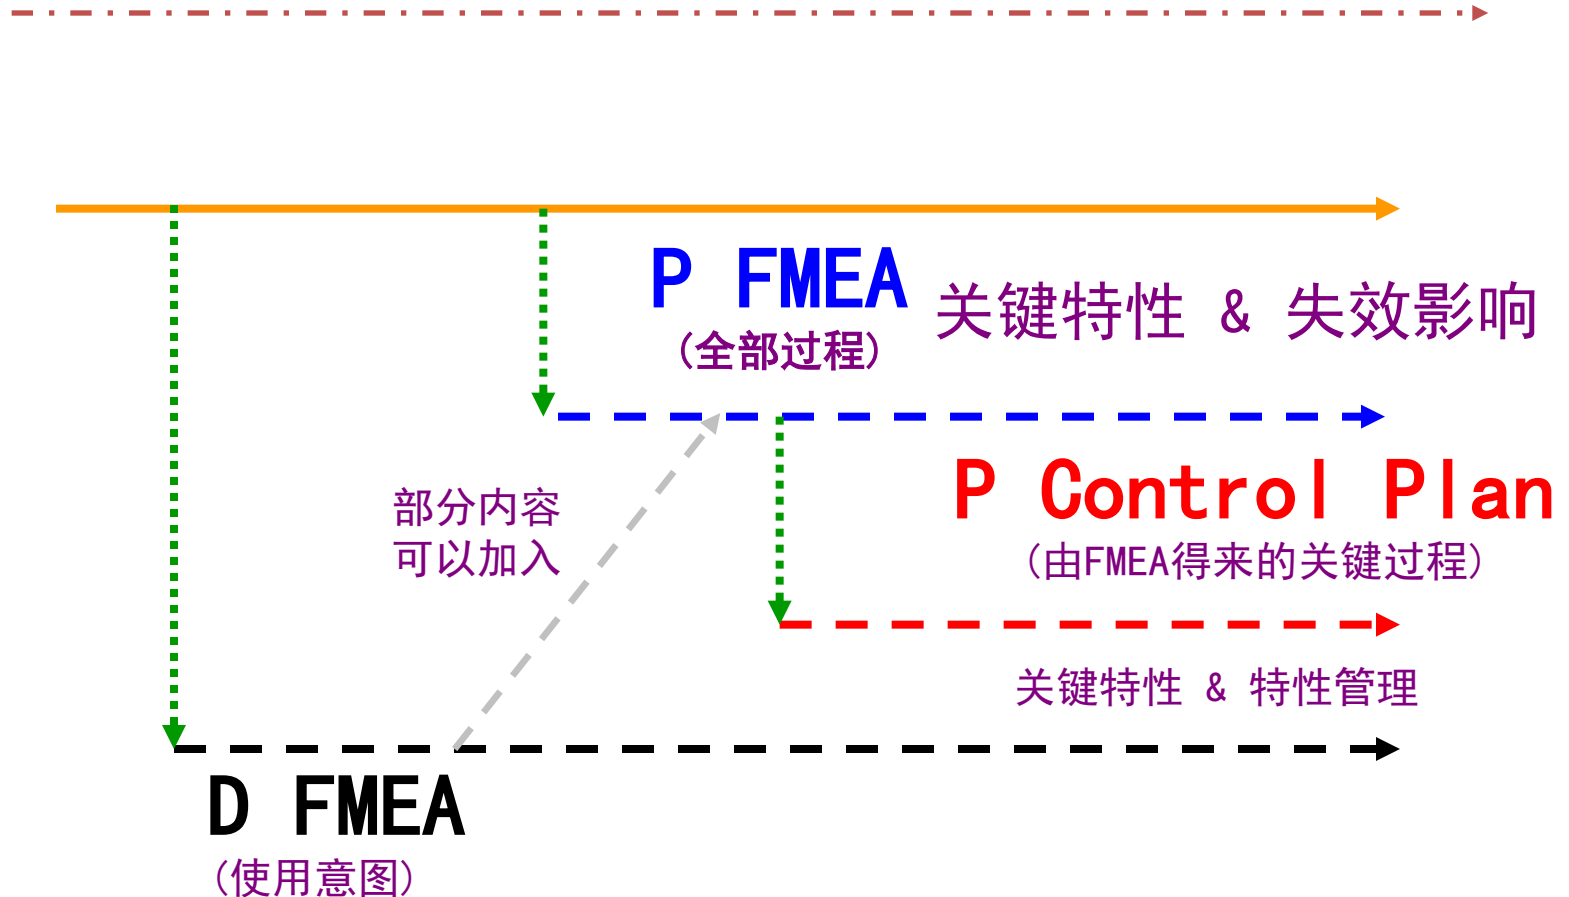 P FMEA
(全部过程)
关键特性 & 失效影响
部分内容
可以加入
P Control Plan
(由FMEA得来的关键过程)
关键特性 & 特性管理
D FMEA
(使用意图)